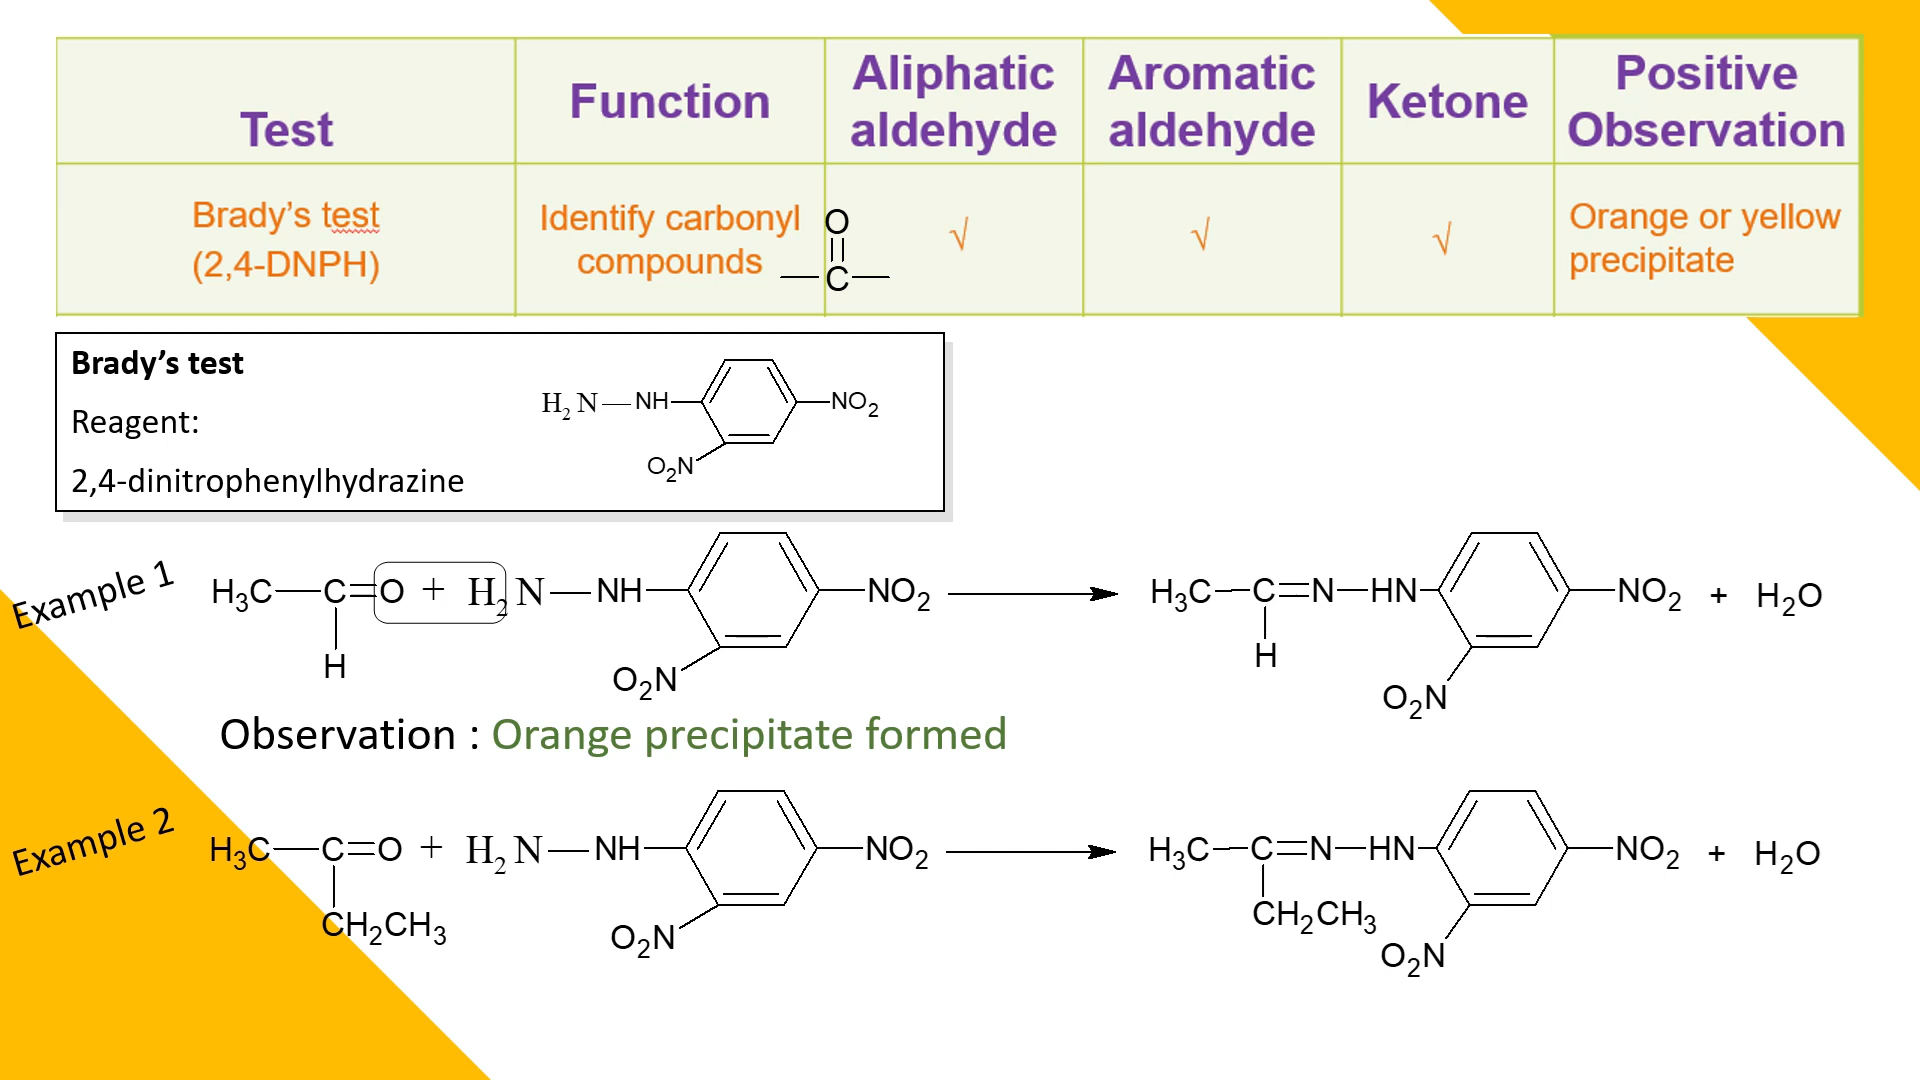 Test
Function
Aliphatic
aldehyde
Aromatic
aldehyde
Ketone
Positive
Observation
Brady’s test
(2,4-DNPH)
Identify carbonyl
compounds
O
C
√
√
√
Orange or yellow
precipitate
Brady’s test
Reagent:
2,4-dinitrophenylhydrazine
H₂N—NH
NO₂
O₂N
Example 1
H₃C—C=O + H₂N—NH
NO₂
H
O₂N
H₃C—C=N—HN
NO₂ + H₂O
H
O₂N
Observation : Orange precipitate formed
Example 2
H₃C—C=O + H₂N—NH
NO₂
CH₂CH₃
O₂N
H₃C—C=N—HN
NO₂ + H₂O
CH₂CH₃
O₂N